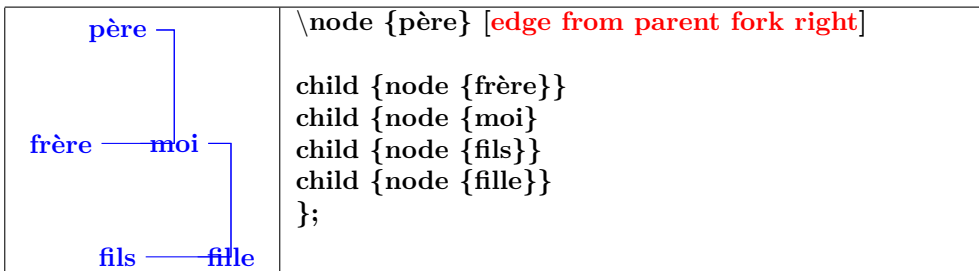 père
frère moi
fils fille
\node {père} [edge from parent fork right]
child {node {frère}}
child {node {moi}
child {node {fils}}
child {node {fille}}
};